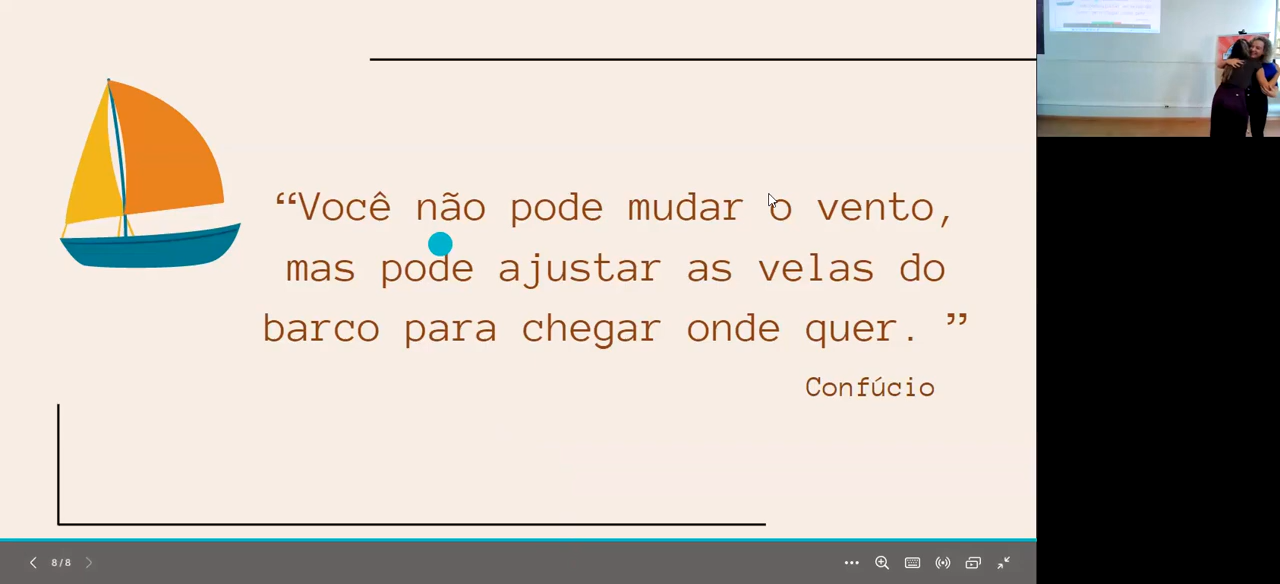 “Você não pode mudar o vento,
mas pode ajustar as velas do
barco para chegar onde quer. ”
Confúcio
8/8